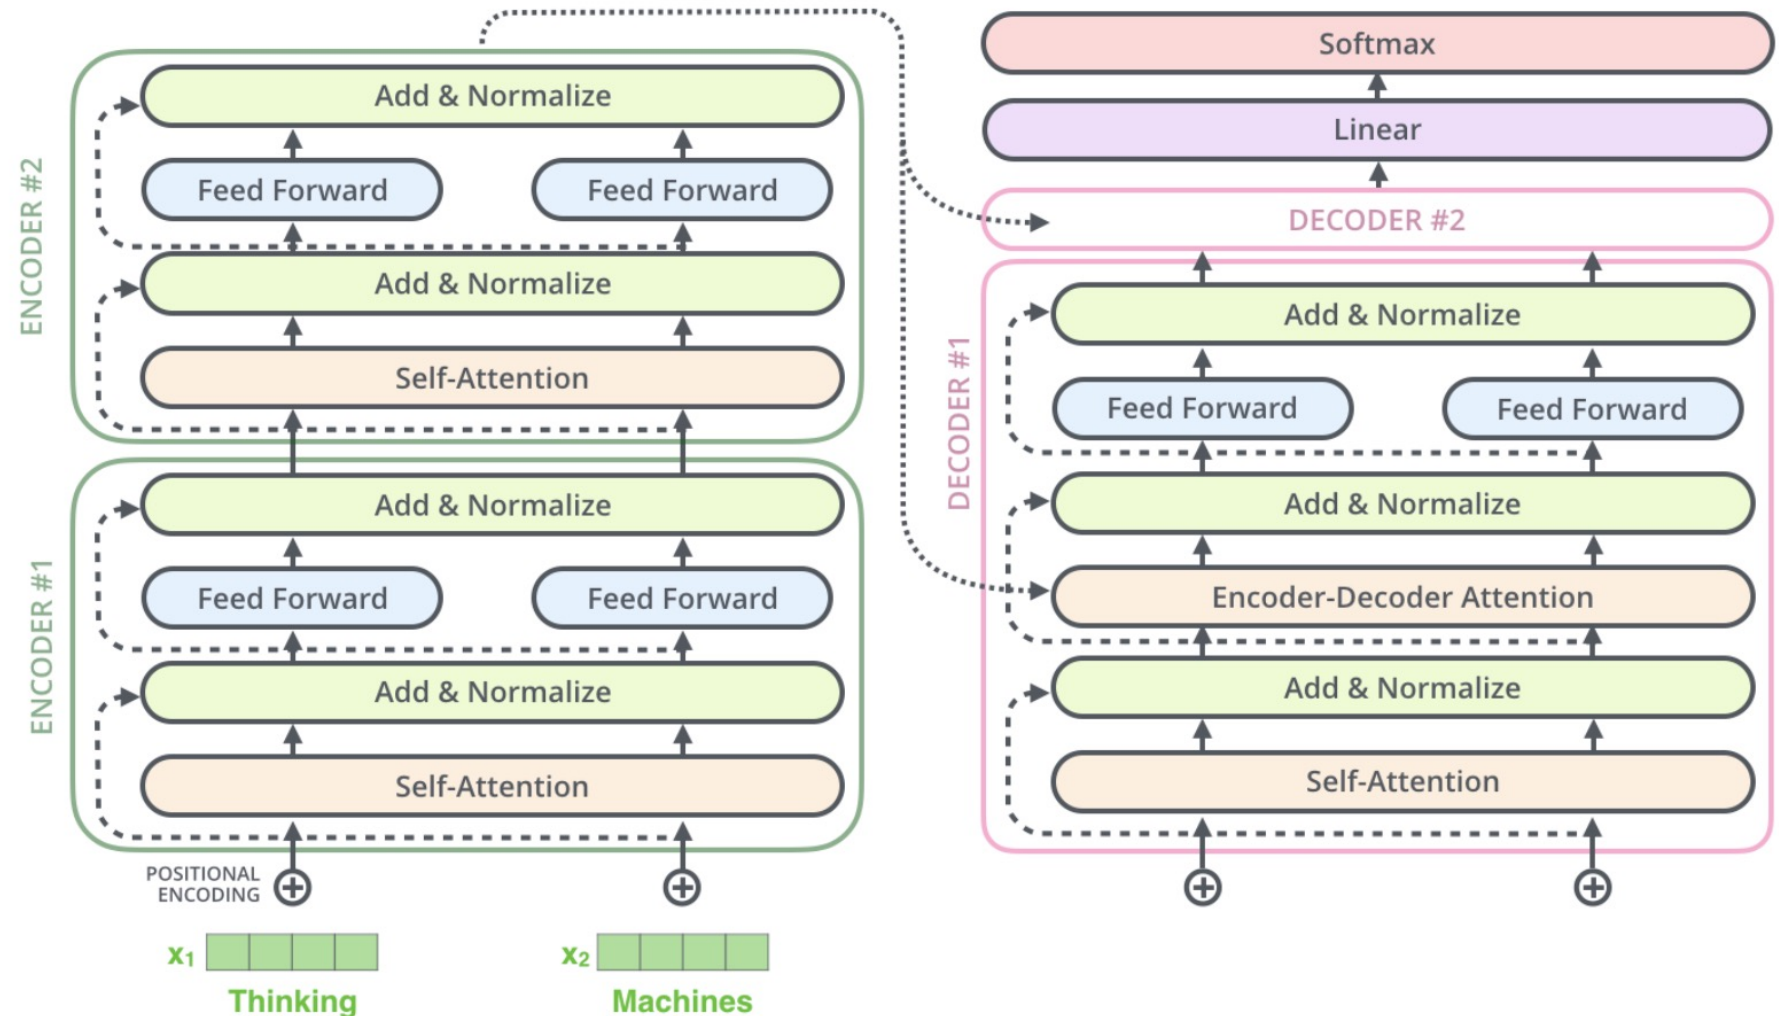 ENCODER #2
Add & Normalize
Feed Forward
Feed Forward
Add & Normalize
Self-Attention
ENCODER #1
Add & Normalize
Feed Forward
Feed Forward
Add & Normalize
Self-Attention
POSITIONAL
ENCODING
x1
x2
Thinking
Machines
Softmax
Linear
DECODER #2
DECODER #1
Add & Normalize
Feed Forward
Feed Forward
Add & Normalize
Encoder-Decoder Attention
Add & Normalize
Self-Attention